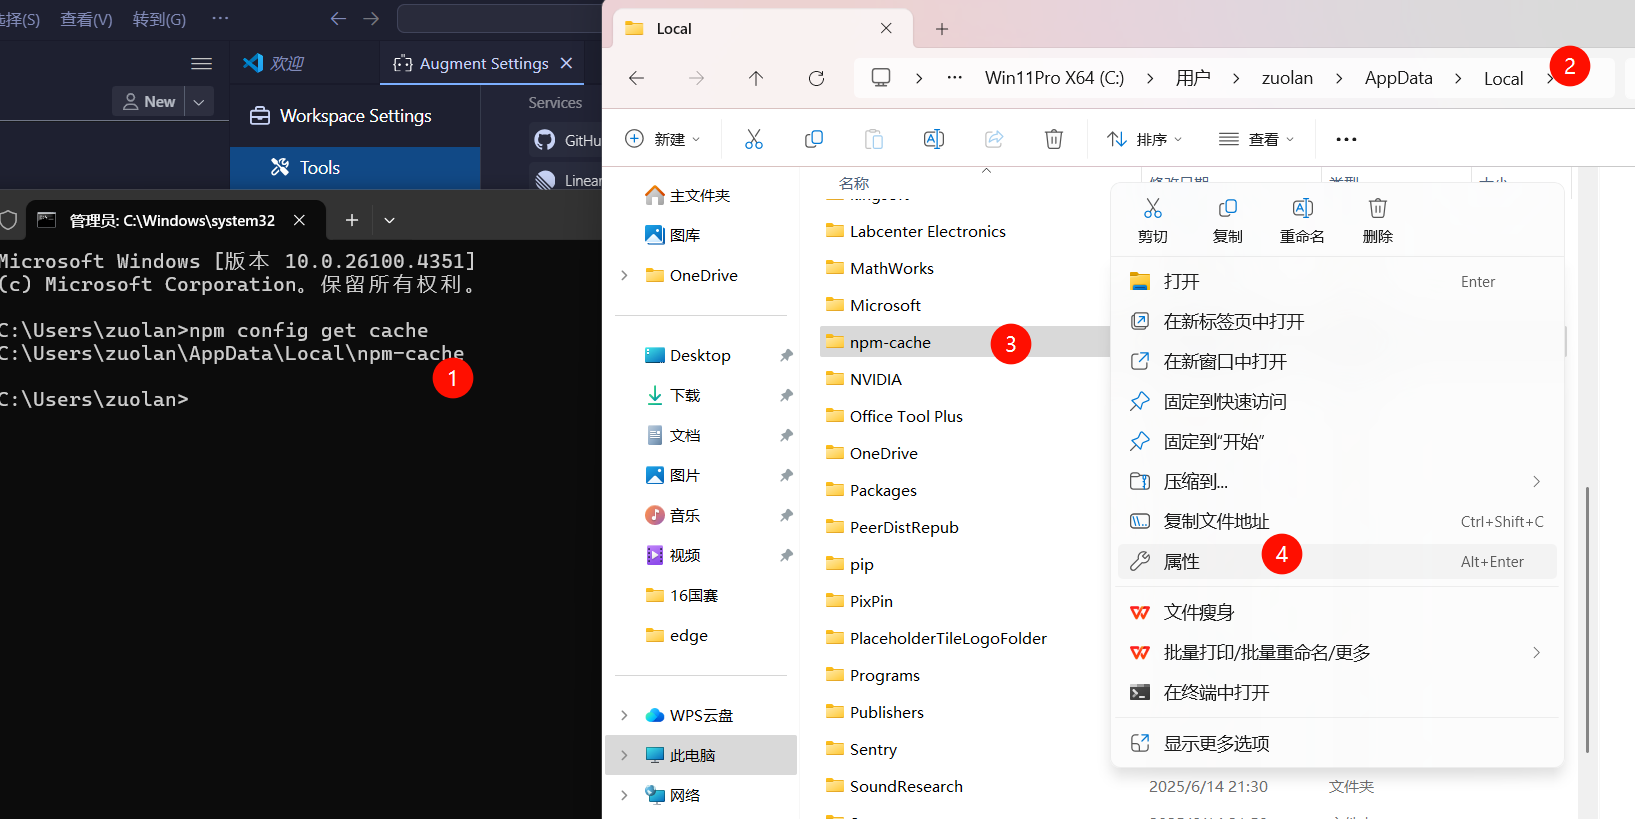 选择(S) 查看(V) 转到(G) ···
欢迎
Augment Settings
New
Workspace Settings
Tools
Services
GitHu
Linear
管理员: C:\Windows\system32
Microsoft Windows [版本 10.0.26100.4351]
(c) Microsoft Corporation。保留所有权利。
C:\Users\zuolan>npm config get cache
C:\Users\zuolan\AppData\Local\npm-cache
1
C:\Users\zuolan>
Local
Win11Pro X64 (C:) > 用户 > zuolan > AppData > Local >
2
新建
排序
查看
主文件夹
图库
OneDrive
Desktop
下载
文档
图片
音乐
视频
16国赛
edge
WPS云盘
此电脑
网络
名称
修改日期
类型
大小
kingsoft
Labcenter Electronics
MathWorks
Microsoft
npm-cache
3
NVIDIA
Office Tool Plus
OneDrive
Packages
PeerDistRepub
pip
PixPin
PlaceholderTileLogoFolder
Programs
Publishers
Sentry
SoundResearch
2025/6/14 21:30
文件夹
剪切
复制
重命名
删除
打开 Enter
在新标签页中打开
在新窗口中打开
固定到快速访问
固定到“开始”
压缩到...
复制文件地址 Ctrl+Shift+C
属性 Alt+Enter
4
文件瘦身
批量打印/批量重命名/更多
在终端中打开
显示更多选项